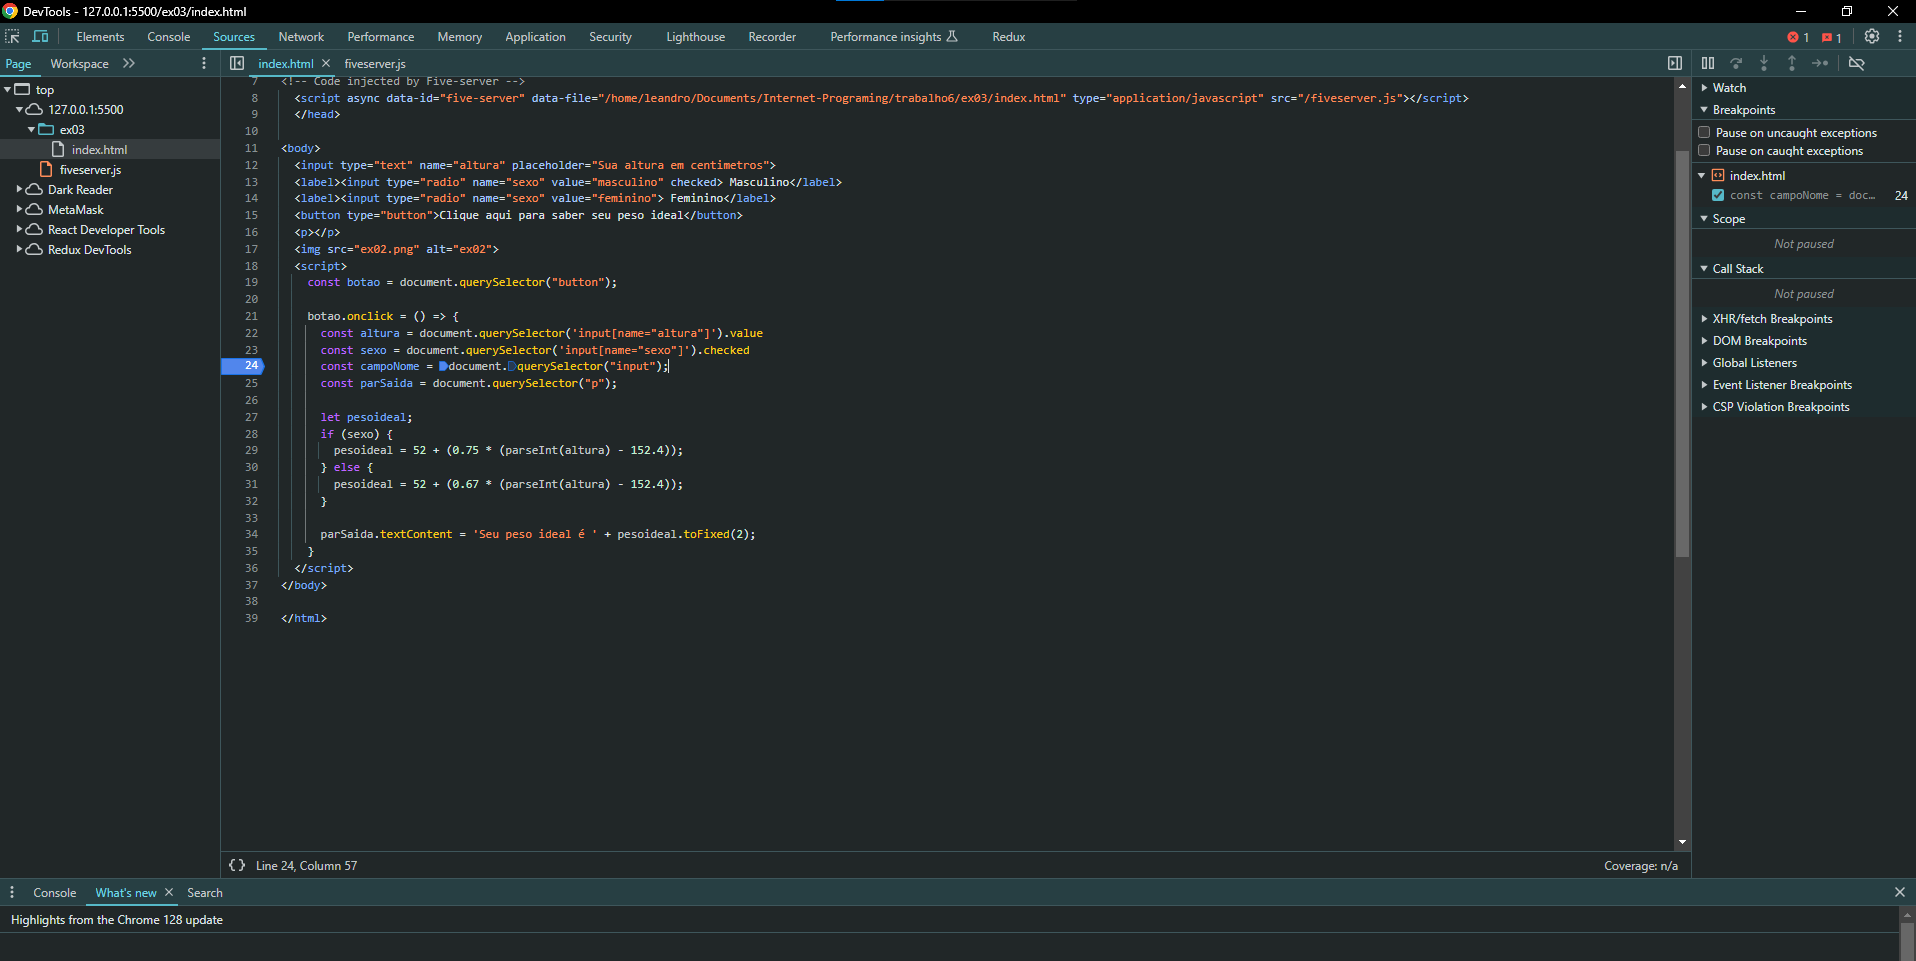 DevTools - 127.0.0.1:5500/ex03/index.html
Elements Console Sources Network Performance Memory Application Security Lighthouse Recorder Performance insights Redux 1 1
Page Workspace
index.html fiveserver.js
top
127.0.0.1:5500
ex03
index.html
fiveserver.js
Dark Reader
MetaMask
React Developer Tools
Redux DevTools
7 <!-- Code injected by Five-server -->
8 <script async data-id="five-server" data-file="/home/leandro/Documents/Internet-Programing/trabalho6/ex03/index.html" type="application/javascript" src="/fiveserver.js"></script>
9 </head>
10
11 <body>
12 <input type="text" name="altura" placeholder="Sua altura em centimetros">
13 <label><input type="radio" name="sexo" value="masculino" checked> Masculino</label>
14 <label><input type="radio" name="sexo" value="feminino"> Feminino</label>
15 <button type="button">Clique aqui para saber seu peso ideal</button>
16 <p></p>
17 <img src="ex02.png" alt="ex02">
18 <script>
19 const botao = document.querySelector("button");
20
21 botao.onclick = () => {
22 const altura = document.querySelector('input[name="altura"]').value
23 const sexo = document.querySelector('input[name="sexo"]').checked
24 const campoNome = document.querySelector("input");
25 const parSaida = document.querySelector("p");
26
27 let pesoideal;
28 if (sexo) {
29 pesoideal = 52 + (0.75 * (parseInt(altura) - 152.4));
30 } else {
31 pesoideal = 52 + (0.67 * (parseInt(altura) - 152.4));
32 }
33
34 parSaida.textContent = 'Seu peso ideal é ' + pesoideal.toFixed(2);
35 }
36 </script>
37 </body>
38
39 </html>
{} Line 24, Column 57
Coverage: n/a
Watch
Breakpoints
Pause on uncaught exceptions
Pause on caught exceptions
index.html
const campoNome = doc… 24
Scope
Not paused
Call Stack
Not paused
XHR/fetch Breakpoints
DOM Breakpoints
Global Listeners
Event Listener Breakpoints
CSP Violation Breakpoints
Console What's new Search
Highlights from the Chrome 128 update